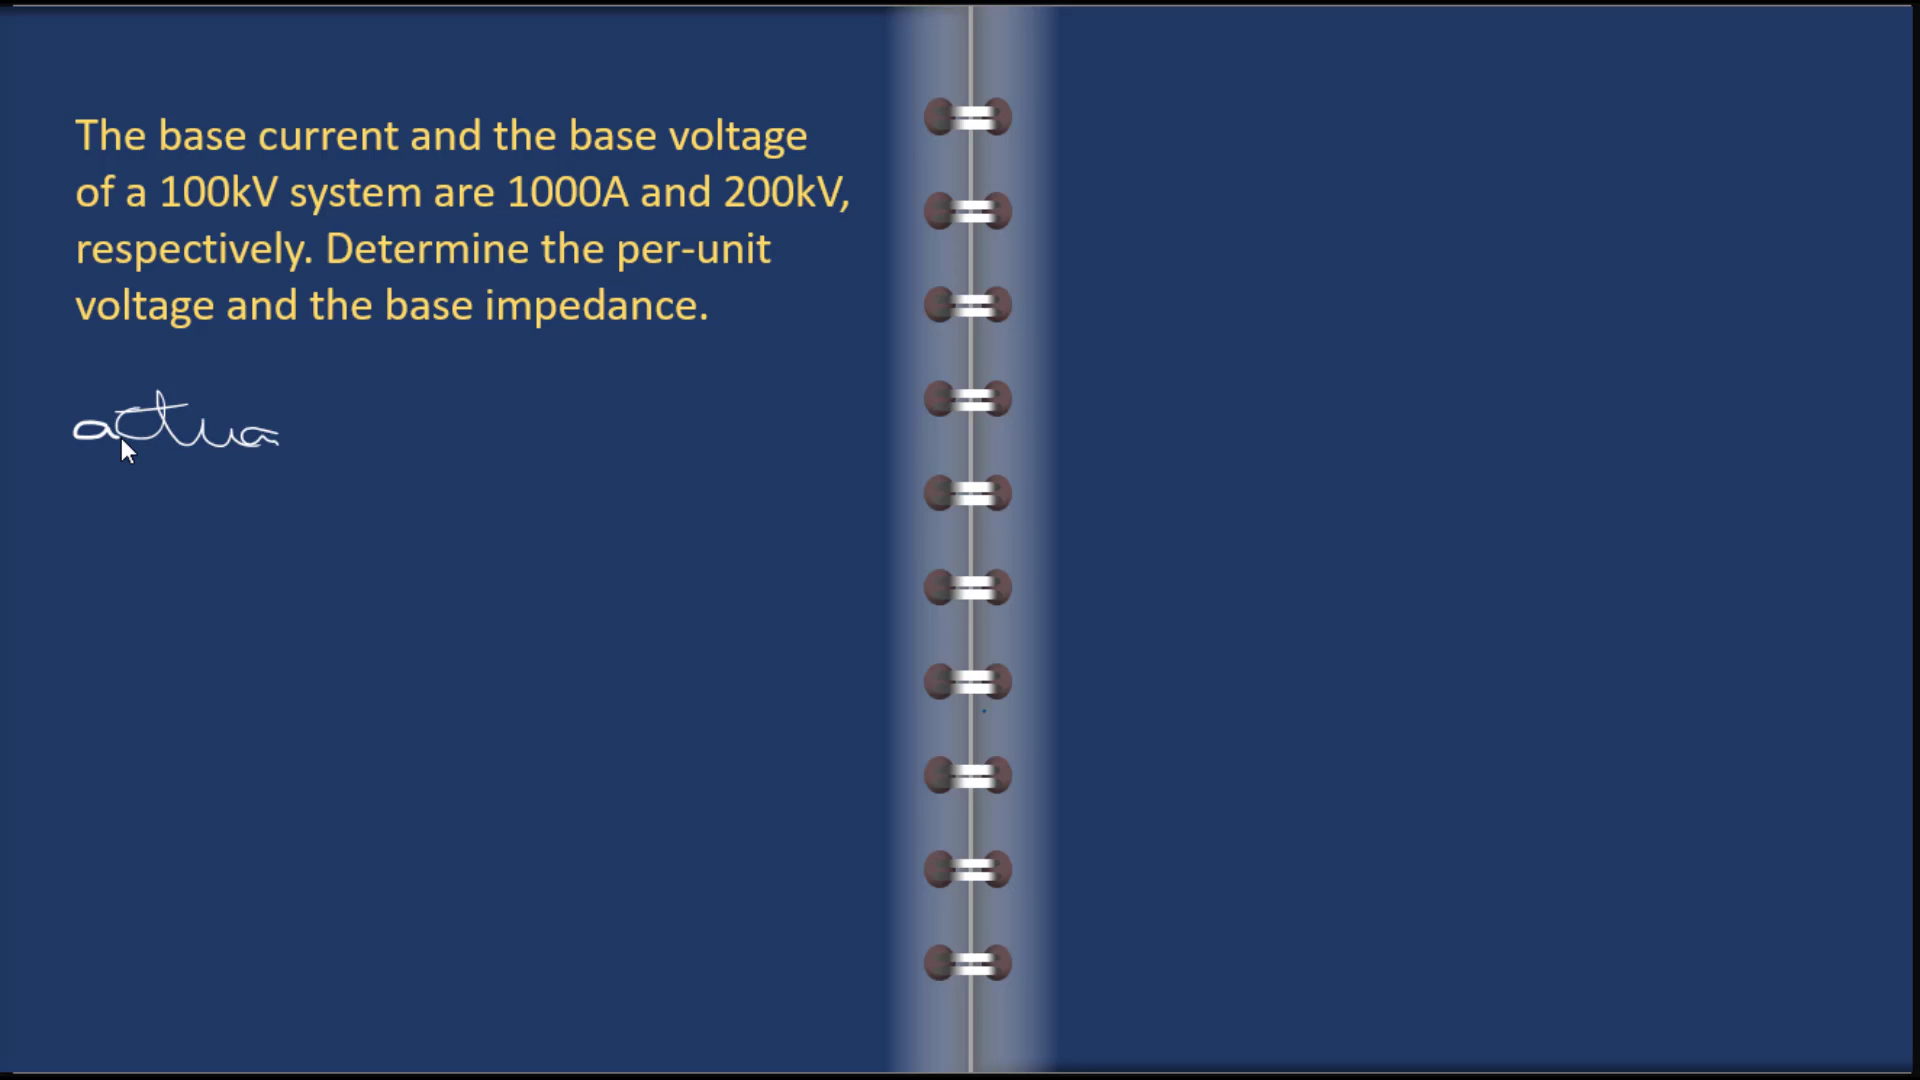 The base current and the base voltage
of a 100kV system are 1000A and 200kV,
respectively. Determine the per-unit
voltage and the base impedance.
actua